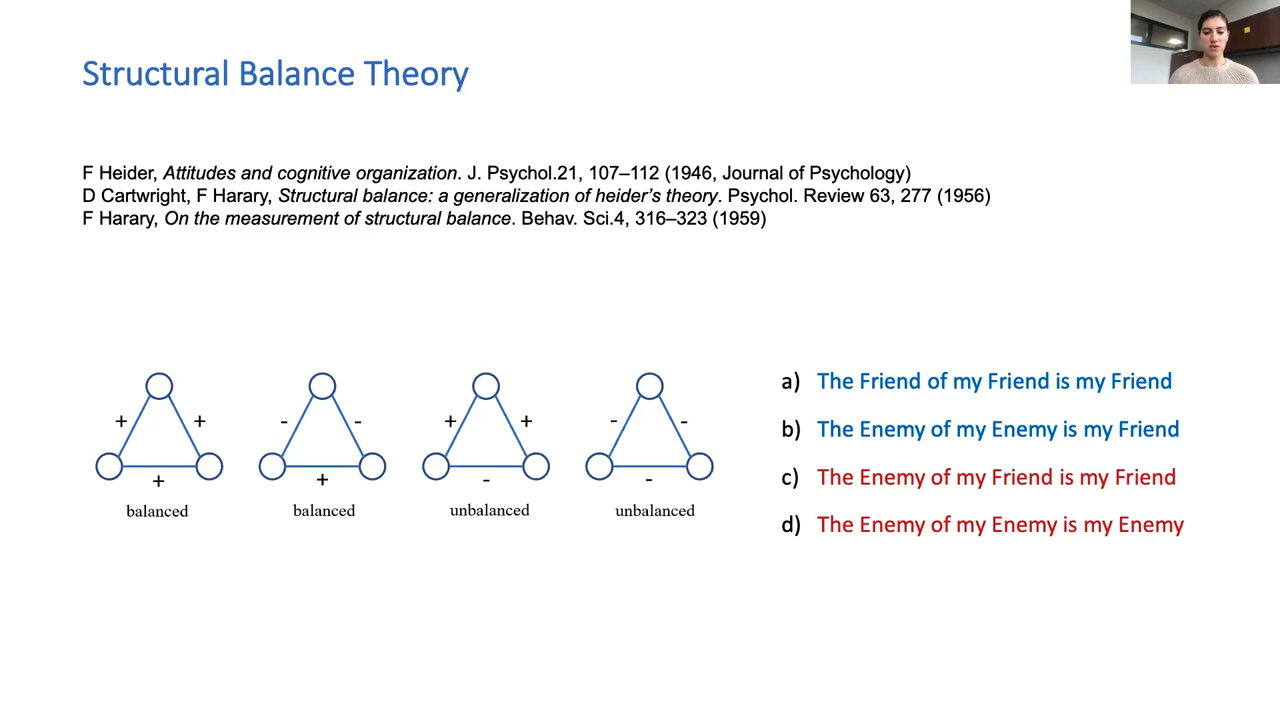 Structural Balance Theory
F Heider, Attitudes and cognitive organization. J. Psychol.21, 107–112 (1946, Journal of Psychology)
D Cartwright, F Harary, Structural balance: a generalization of heider's theory. Psychol. Review 63, 277 (1956)
F Harary, On the measurement of structural balance. Behav. Sci.4, 316–323 (1959)
+ + - - + + - -
+ + - -
balanced balanced unbalanced unbalanced
a) The Friend of my Friend is my Friend
b) The Enemy of my Enemy is my Friend
c) The Enemy of my Friend is my Friend
d) The Enemy of my Enemy is my Enemy